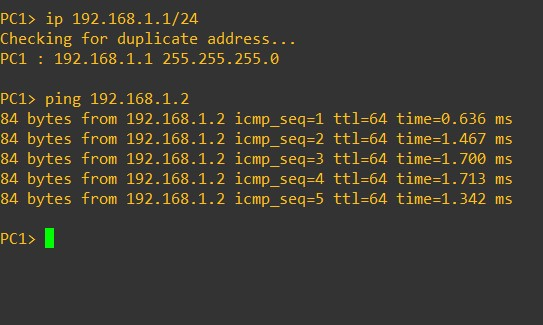 PC1> ip 192.168.1.1/24
Checking for duplicate address...
PC1 : 192.168.1.1 255.255.255.0
PC1> ping 192.168.1.2
84 bytes from 192.168.1.2 icmp_seq=1 ttl=64 time=0.636 ms
84 bytes from 192.168.1.2 icmp_seq=2 ttl=64 time=1.467 ms
84 bytes from 192.168.1.2 icmp_seq=3 ttl=64 time=1.700 ms
84 bytes from 192.168.1.2 icmp_seq=4 ttl=64 time=1.713 ms
84 bytes from 192.168.1.2 icmp_seq=5 ttl=64 time=1.342 ms
PC1>